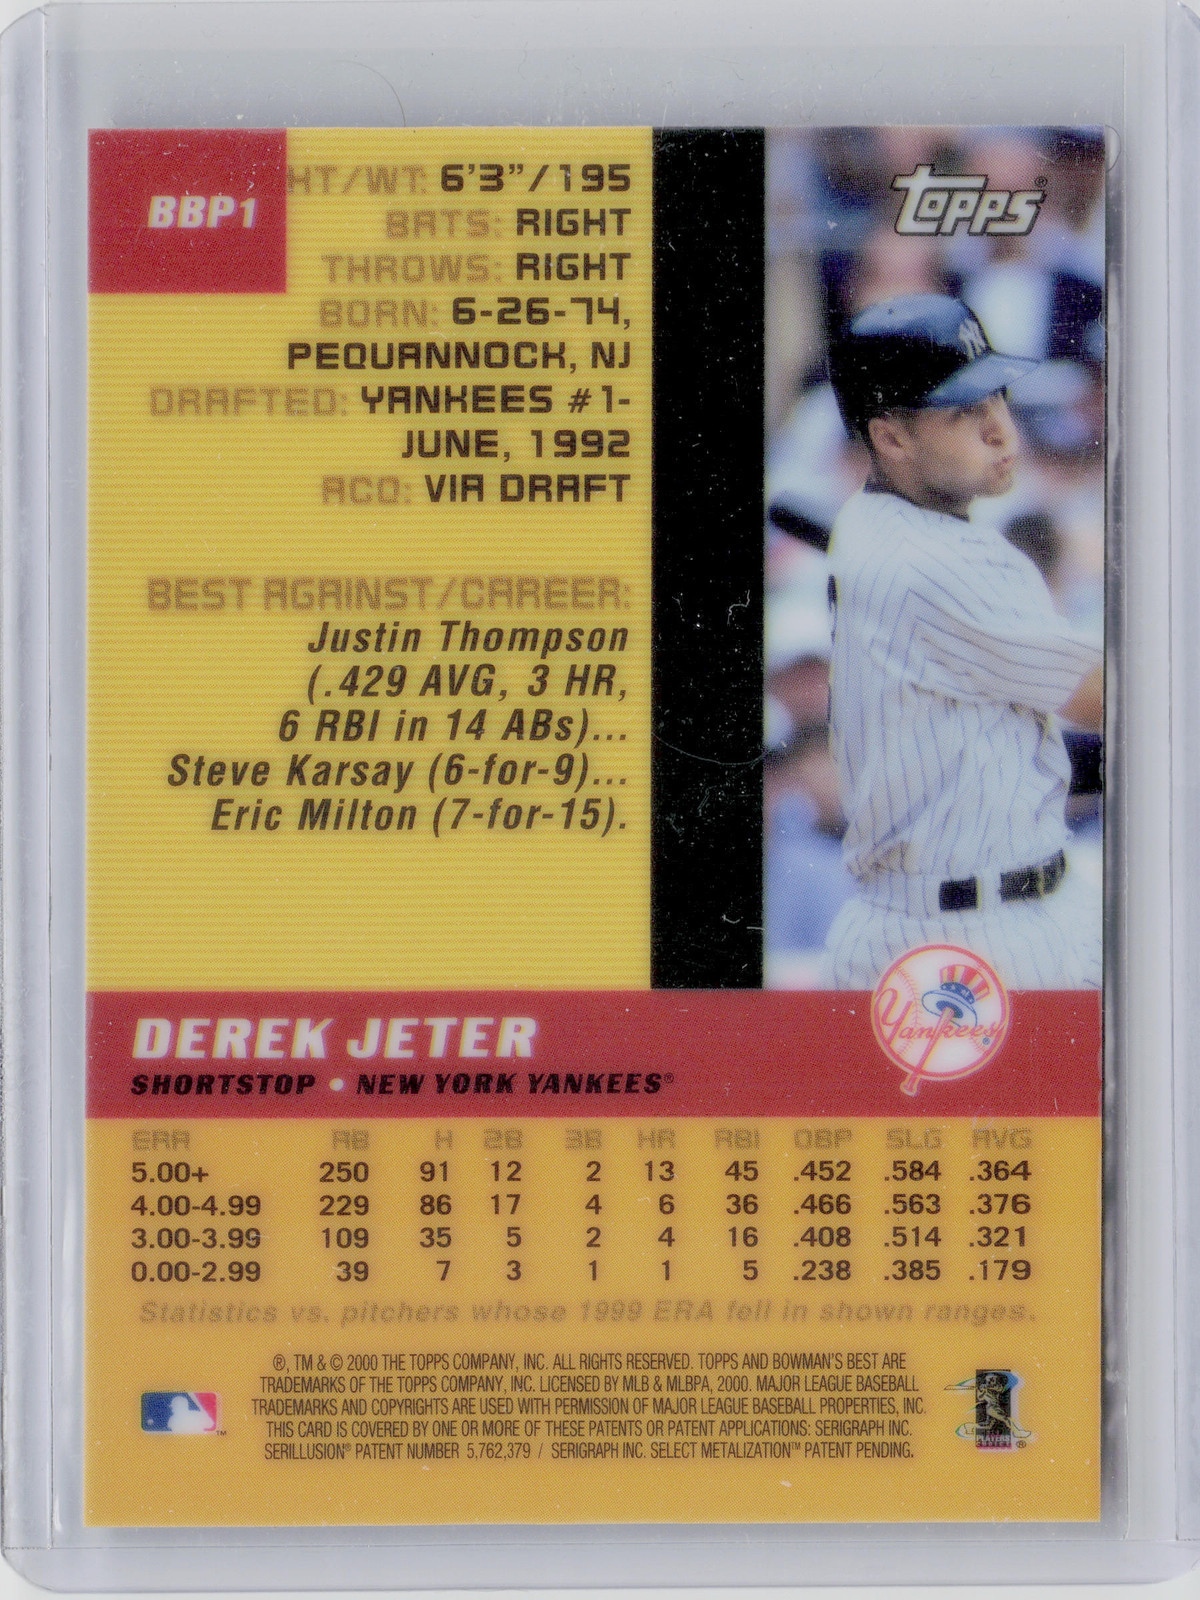 BBP1
HT/WT: 6'3"/195
BATS: RIGHT
THROWS: RIGHT
BORN: 6-26-74,
PEQUANNOCK, NJ
DRAFTED: YANKEES #1-
JUNE, 1992
ACQ: VIA DRAFT
BEST AGAINST/CAREER:
Justin Thompson
(.429 AVG, 3 HR,
6 RBI in 14 ABs)...
Steve Karsay (6-for-9)...
Eric Milton (7-for-15).
topps®
NY
Yankees®
DEREK JETER
SHORTSTOP • NEW YORK YANKEES®
ERA RB H 2B 3B HR RBI OBP SLG AVG
5.00+ 250 91 12 2 13 45 .452 .584 .364
4.00-4.99 229 86 17 4 6 36 .466 .563 .376
3.00-3.99 109 35 5 2 4 16 .408 .514 .321
0.00-2.99 39 7 3 1 1 5 .238 .385 .179
Statistics vs. pitchers whose 1999 ERA fell in shown ranges.
®, TM & © 2000 THE TOPPS COMPANY, INC. ALL RIGHTS RESERVED. TOPPS AND BOWMAN'S BEST ARE
TRADEMARKS OF THE TOPPS COMPANY, INC. LICENSED BY MLB & MLBPA, 2000. MAJOR LEAGUE BASEBALL
TRADEMARKS AND COPYRIGHTS ARE USED WITH PERMISSION OF MAJOR LEAGUE BASEBALL PROPERTIES, INC.
THIS CARD IS COVERED BY ONE OR MORE OF THESE PATENTS OR PATENT APPLICATIONS: SERIGRAPH INC.
SERILLUSION® PATENT NUMBER 5,762,379 / SERIGRAPH INC. SELECT METALIZATION™ PATENT PENDING.
TM
PLAYERS
®